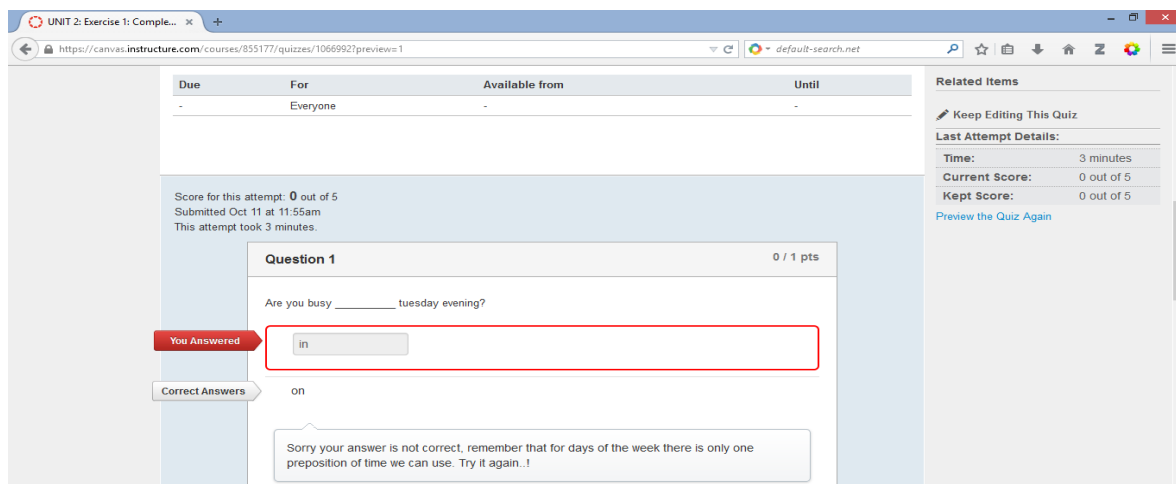 UNIT 2: Exercise 1: Comple... × +
https://canvas.instructure.com/courses/855177/quizzes/1066992?preview=1
default-search.net
Due For Available from Until
- Everyone - -
Related Items
Keep Editing This Quiz
Last Attempt Details:
Time: 3 minutes
Current Score: 0 out of 5
Kept Score: 0 out of 5
Preview the Quiz Again
Score for this attempt: 0 out of 5
Submitted Oct 11 at 11:55am
This attempt took 3 minutes.
Question 1 0 / 1 pts
Are you busy __________ tuesday evening?
You Answered in
Correct Answers on
Sorry your answer is not correct, remember that for days of the week there is only one
preposition of time we can use. Try it again..!